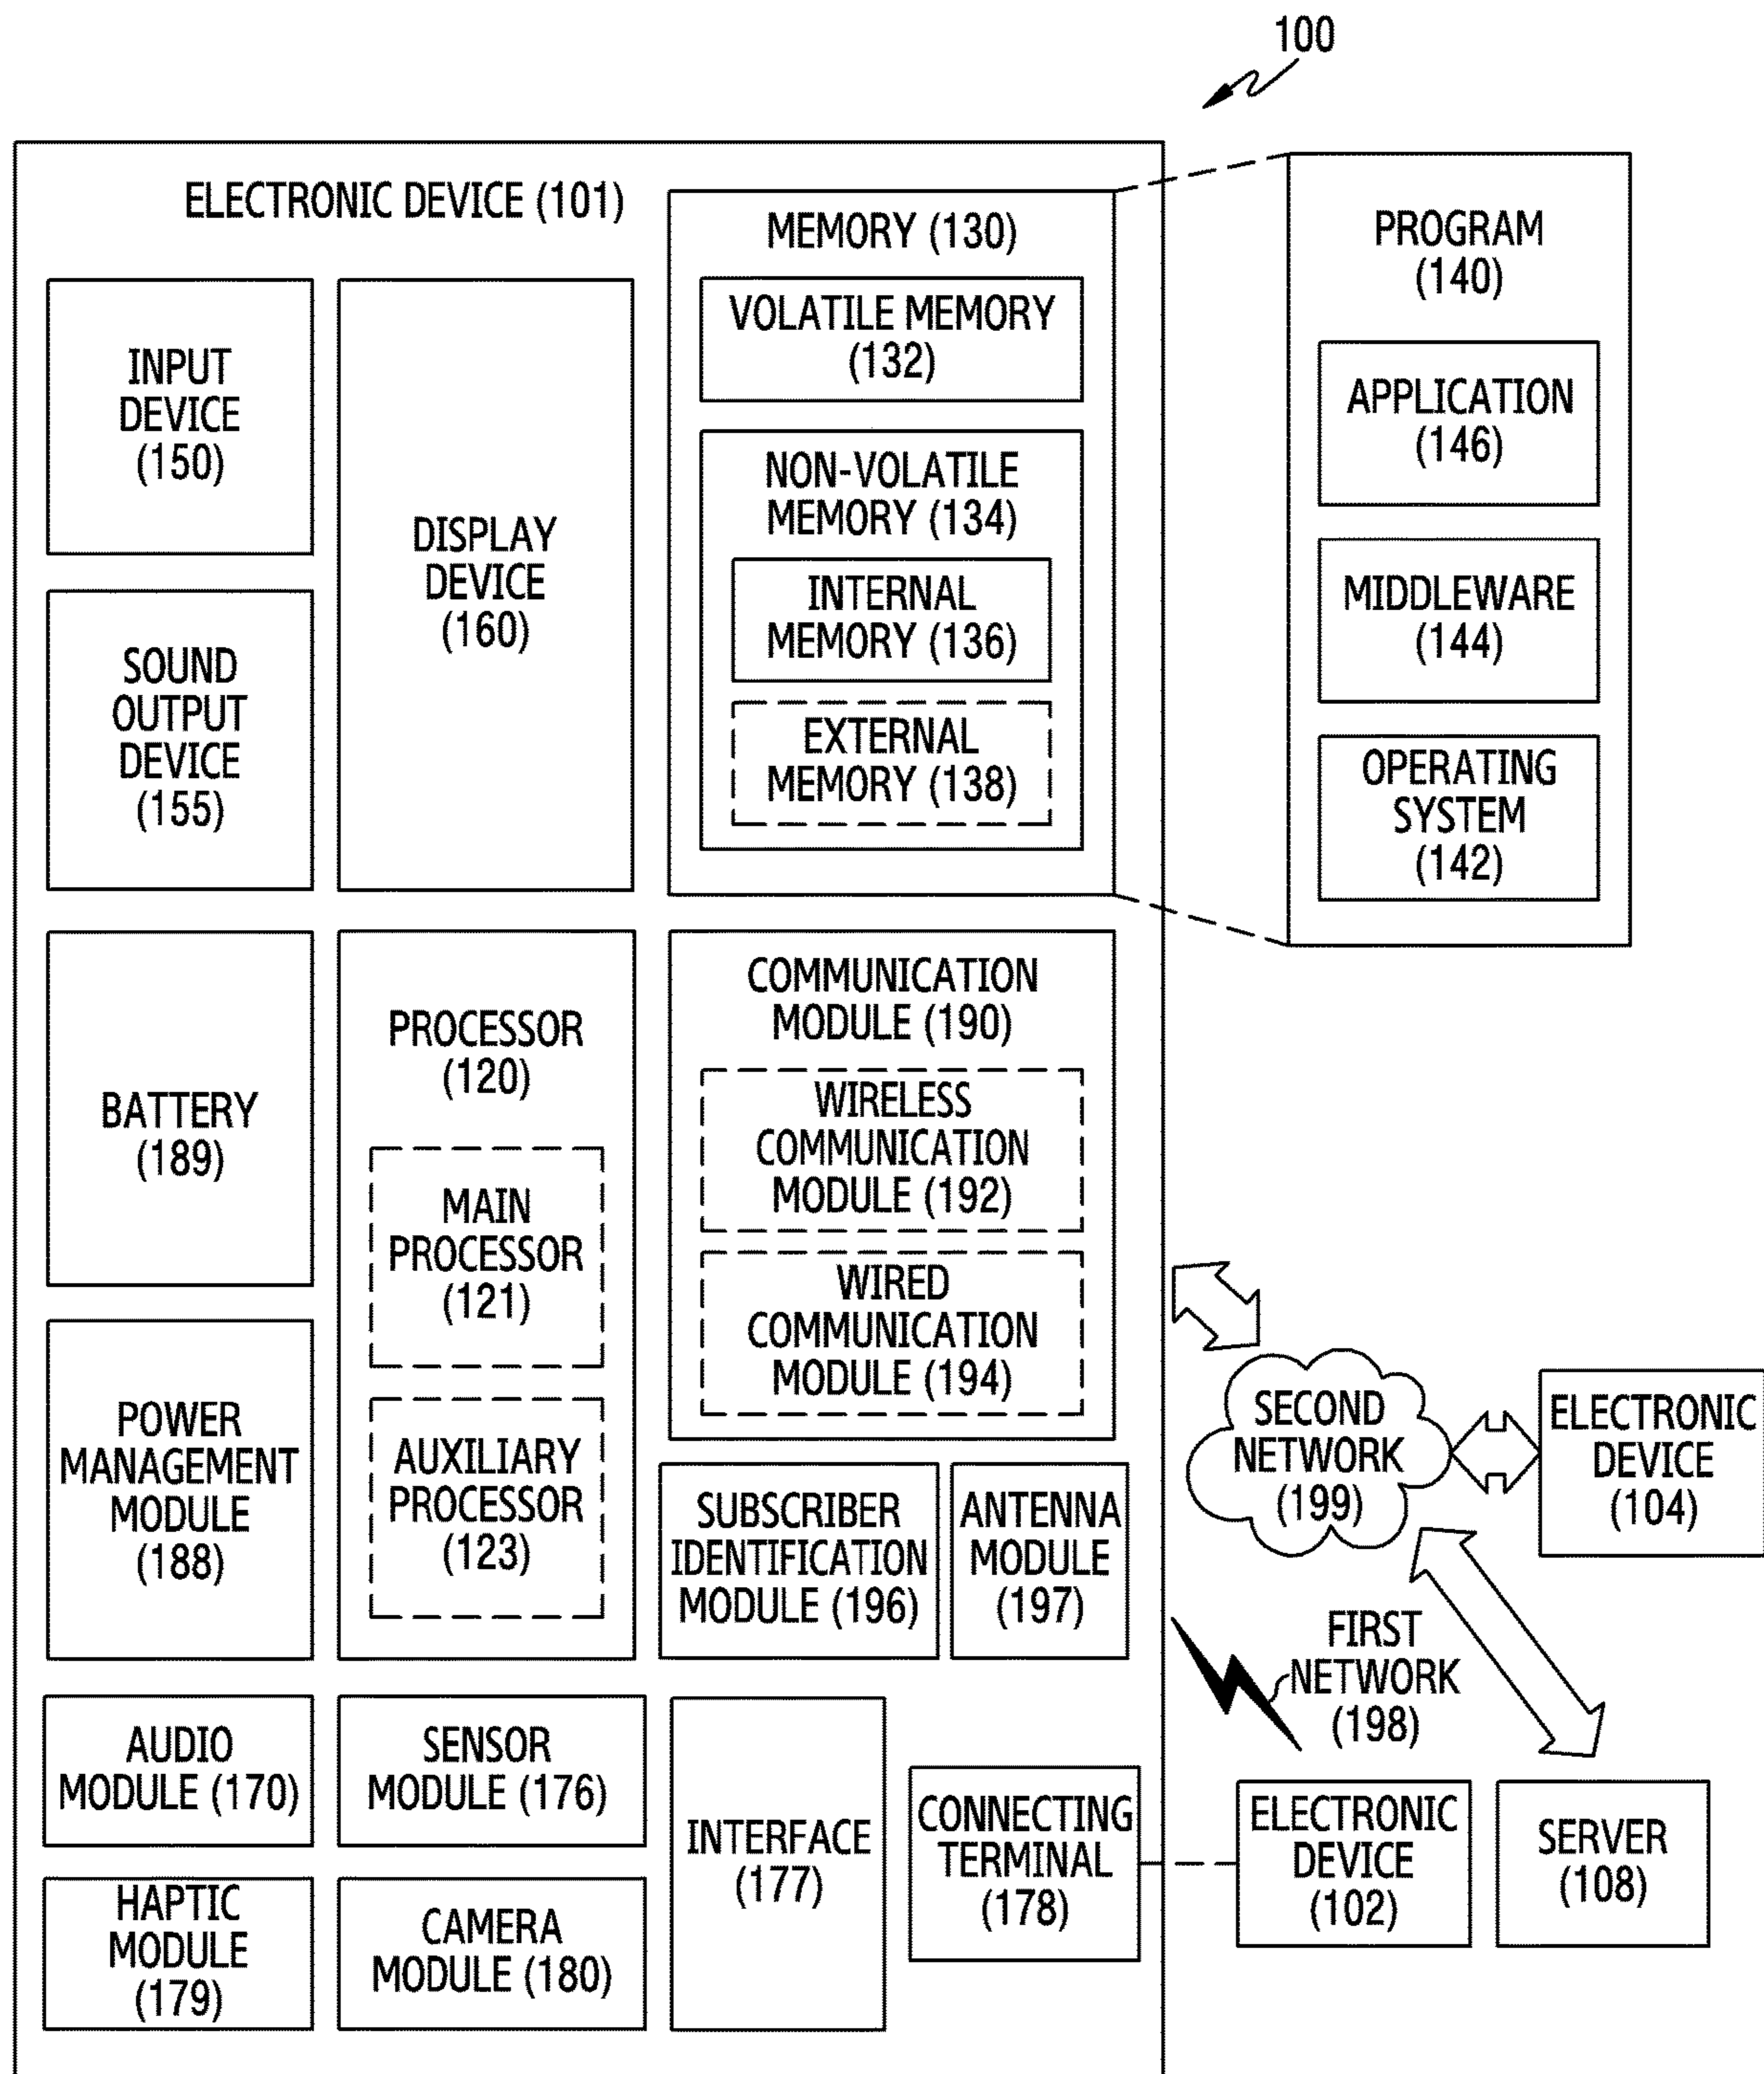 100
ELECTRONIC DEVICE (101)
INPUT
DEVICE
(150)
SOUND
OUTPUT
DEVICE
(155)
DISPLAY
DEVICE
(160)
MEMORY (130)
VOLATILE MEMORY
(132)
NON-VOLATILE
MEMORY (134)
INTERNAL
MEMORY (136)
EXTERNAL
MEMORY (138)
PROGRAM
(140)
APPLICATION
(146)
MIDDLEWARE
(144)
OPERATING
SYSTEM
(142)
BATTERY
(189)
POWER
MANAGEMENT
MODULE
(188)
PROCESSOR
(120)
MAIN
PROCESSOR
(121)
AUXILIARY
PROCESSOR
(123)
COMMUNICATION
MODULE (190)
WIRELESS
COMMUNICATION
MODULE (192)
WIRED
COMMUNICATION
MODULE (194)
SUBSCRIBER
IDENTIFICATION
MODULE (196)
ANTENNA
MODULE
(197)
SECOND
NETWORK
(199)
ELECTRONIC
DEVICE
(104)
FIRST
NETWORK
(198)
AUDIO
MODULE (170)
SENSOR
MODULE (176)
HAPTIC
MODULE
(179)
CAMERA
MODULE (180)
INTERFACE
(177)
CONNECTING
TERMINAL
(178)
ELECTRONIC
DEVICE
(102)
SERVER
(108)